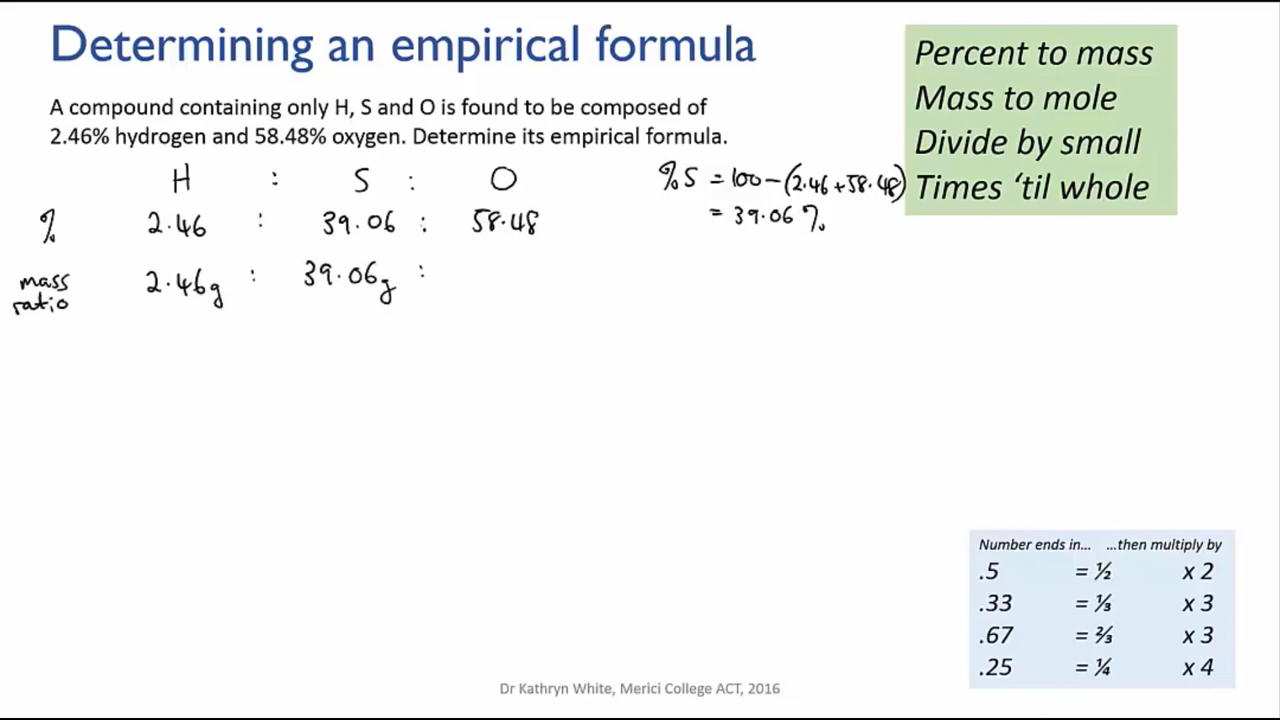 Determining an empirical formula
A compound containing only H, S and O is found to be composed of
2.46% hydrogen and 58.48% oxygen. Determine its empirical formula.
Percent to mass
Mass to mole
Divide by small
Times ‘til whole
H : S : O
% 2.46 : 39.06 : 58.48
mass ratio 2.46g : 39.06g :
%S = 100-(2.46+58.48)
= 39.06 %
Number ends in... ...then multiply by
.5 = ½ x 2
.33 = ⅓ x 3
.67 = ⅔ x 3
.25 = ¼ x 4
Dr Kathryn White, Merici College ACT, 2016